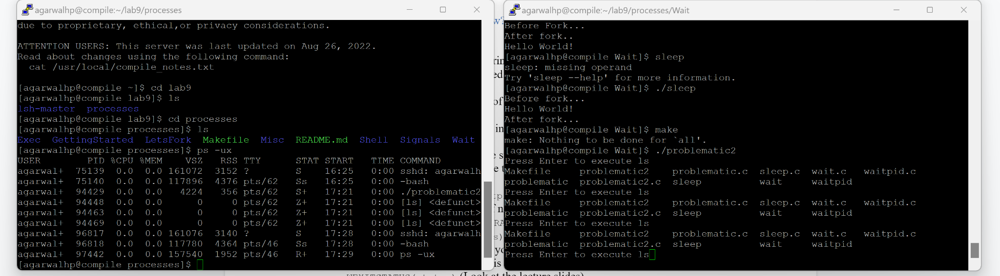 agarwalhp@compile:~/lab9/processes
due to proprietary, ethical,or privacy considerations.
ATTENTION USERS: This server was last updated on Aug 26, 2022.
Read about changes using the following command:
cat /usr/local/compile_notes.txt
[agarwalhp@compile ~]$ cd lab9
[agarwalhp@compile lab9]$ ls
lsh-master  processes
[agarwalhp@compile lab9]$ cd processes
[agarwalhp@compile processes]$ ls
Exec  GettingStarted  LetsFork  Makefile  Misc  README.md  Shell  Signals  Wait
[agarwalhp@compile processes]$ ps -ux
USER        PID %CPU %MEM    VSZ   RSS TTY      STAT START   TIME COMMAND
agarwal+  75139  0.0  0.0 161072  3152 ?        S    16:25   0:00 sshd: agarwalh
agarwal+  75140  0.0  0.0 117896  4376 pts/62   Ss   16:25   0:00 -bash
agarwal+  94429  0.0  0.0   4224   356 pts/62   S+   17:21   0:00 ./problematic2
agarwal+  94448  0.0  0.0      0     0 pts/62   Z+   17:21   0:00 [ls] <defunct>
agarwal+  94463  0.0  0.0      0     0 pts/62   Z+   17:21   0:00 [ls] <defunct>
agarwal+  94469  0.0  0.0      0     0 pts/62   Z+   17:21   0:00 [ls] <defunct>
agarwal+  96817  0.0  0.0 161076  3140 ?        S    17:28   0:00 sshd: agarwalh
agarwal+  96818  0.0  0.0 117780  4364 pts/46   Ss   17:28   0:00 -bash
agarwal+  97442  0.0  0.0 157540  1952 pts/46   R+   17:29   0:00 ps -ux
[agarwalhp@compile processes]$
agarwalhp@compile:~/lab9/processes/Wait
Before Fork...
After fork..
Hello World!
[agarwalhp@compile Wait]$ sleep
sleep: missing operand
Try 'sleep --help' for more information.
[agarwalhp@compile Wait]$ ./sleep
Before fork...
Hello World!
After fork...
[agarwalhp@compile Wait]$ make
make: Nothing to be done for `all'.
[agarwalhp@compile Wait]$ ./problematic2
Press Enter to execute ls
Makefile     problematic2    problematic.c  sleep.c  wait.c   waitpid.c
problematic  problematic2.c  sleep          wait     waitpid
Press Enter to execute ls
Makefile     problematic2    problematic.c  sleep.c  wait.c   waitpid.c
problematic  problematic2.c  sleep          wait     waitpid
Press Enter to execute ls
Makefile     problematic2    problematic.c  sleep.c  wait.c   waitpid.c
problematic  problematic2.c  sleep          wait     waitpid
Press Enter to execute ls
(Look at the lecture slides)